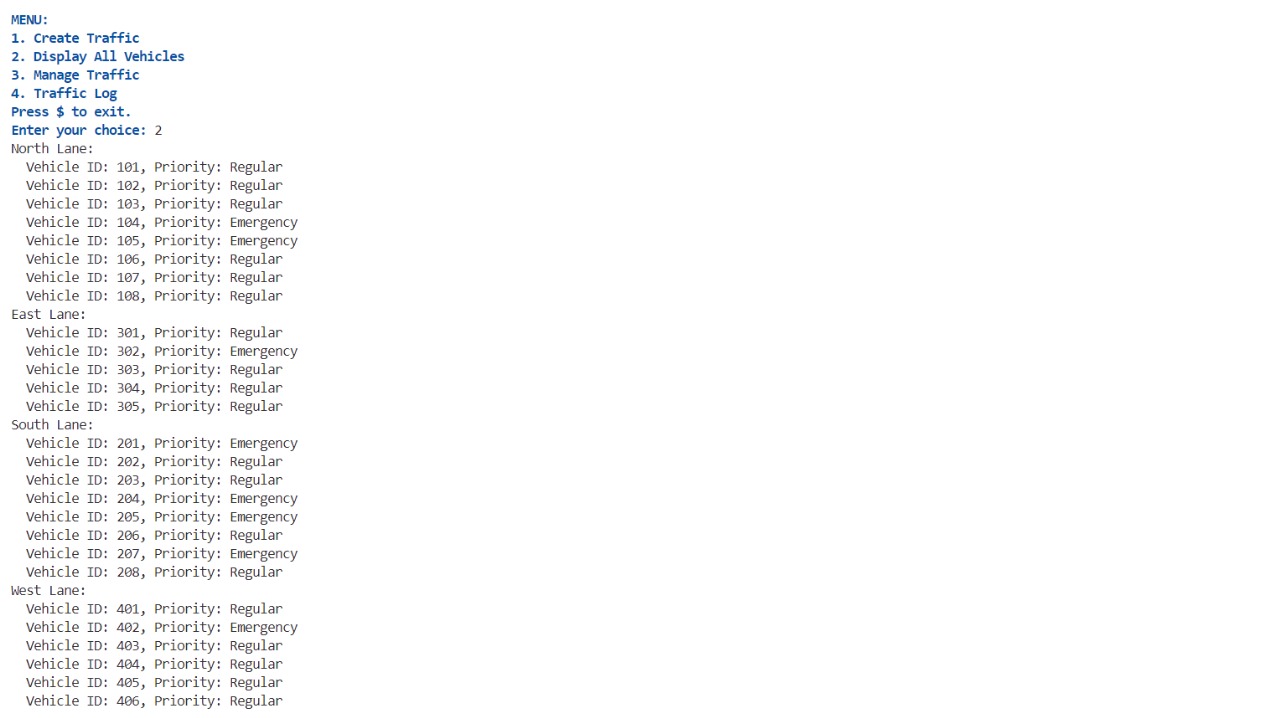 MENU:
1. Create Traffic
2. Display All Vehicles
3. Manage Traffic
4. Traffic Log
Press $ to exit.
Enter your choice: 2
North Lane:
  Vehicle ID: 101, Priority: Regular
  Vehicle ID: 102, Priority: Regular
  Vehicle ID: 103, Priority: Regular
  Vehicle ID: 104, Priority: Emergency
  Vehicle ID: 105, Priority: Emergency
  Vehicle ID: 106, Priority: Regular
  Vehicle ID: 107, Priority: Regular
  Vehicle ID: 108, Priority: Regular
East Lane:
  Vehicle ID: 301, Priority: Regular
  Vehicle ID: 302, Priority: Emergency
  Vehicle ID: 303, Priority: Regular
  Vehicle ID: 304, Priority: Regular
  Vehicle ID: 305, Priority: Regular
South Lane:
  Vehicle ID: 201, Priority: Emergency
  Vehicle ID: 202, Priority: Regular
  Vehicle ID: 203, Priority: Regular
  Vehicle ID: 204, Priority: Emergency
  Vehicle ID: 205, Priority: Emergency
  Vehicle ID: 206, Priority: Regular
  Vehicle ID: 207, Priority: Emergency
  Vehicle ID: 208, Priority: Regular
West Lane:
  Vehicle ID: 401, Priority: Regular
  Vehicle ID: 402, Priority: Emergency
  Vehicle ID: 403, Priority: Regular
  Vehicle ID: 404, Priority: Regular
  Vehicle ID: 405, Priority: Regular
  Vehicle ID: 406, Priority: Regular